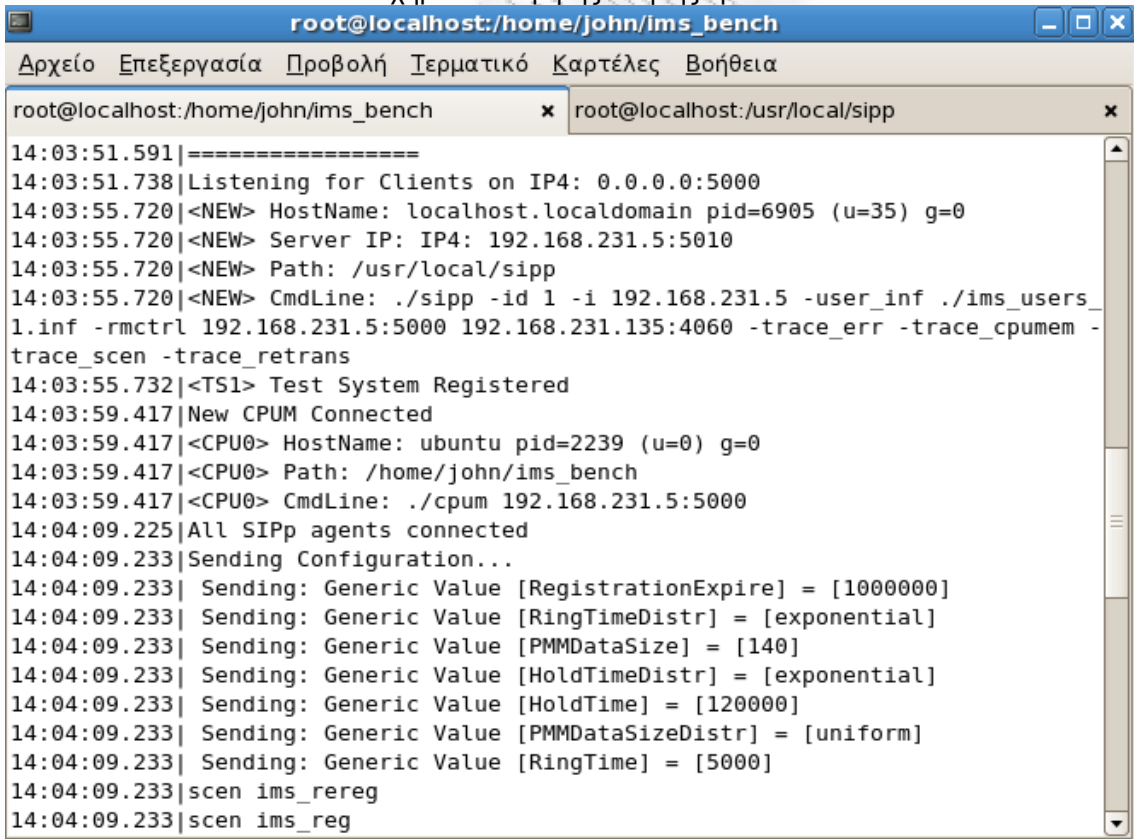 root@localhost:/home/john/ims_bench
Αρχείο Επεξεργασία Προβολή Τερματικό Καρτέλες Βοήθεια
root@localhost:/home/john/ims_bench × root@localhost:/usr/local/sipp ×
14:03:51.591|=================
14:03:51.738|Listening for Clients on IP4: 0.0.0.0:5000
14:03:55.720|<NEW> HostName: localhost.localdomain pid=6905 (u=35) g=0
14:03:55.720|<NEW> Server IP: IP4: 192.168.231.5:5010
14:03:55.720|<NEW> Path: /usr/local/sipp
14:03:55.720|<NEW> CmdLine: ./sipp -id 1 -i 192.168.231.5 -user_inf ./ims_users_
1.inf -rmctrl 192.168.231.5:5000 192.168.231.135:4060 -trace_err -trace_cpumem -
trace_scen -trace_retrans
14:03:55.732|<TS1> Test System Registered
14:03:59.417|New CPUM Connected
14:03:59.417|<CPU0> HostName: ubuntu pid=2239 (u=0) g=0
14:03:59.417|<CPU0> Path: /home/john/ims_bench
14:03:59.417|<CPU0> CmdLine: ./cpum 192.168.231.5:5000
14:04:09.225|All SIPp agents connected
14:04:09.233|Sending Configuration...
14:04:09.233| Sending: Generic Value [RegistrationExpire] = [1000000]
14:04:09.233| Sending: Generic Value [RingTimeDistr] = [exponential]
14:04:09.233| Sending: Generic Value [PMMDataSize] = [140]
14:04:09.233| Sending: Generic Value [HoldTimeDistr] = [exponential]
14:04:09.233| Sending: Generic Value [HoldTime] = [120000]
14:04:09.233| Sending: Generic Value [PMMDataSizeDistr] = [uniform]
14:04:09.233| Sending: Generic Value [RingTime] = [5000]
14:04:09.233|scen ims_rereg
14:04:09.233|scen ims_reg